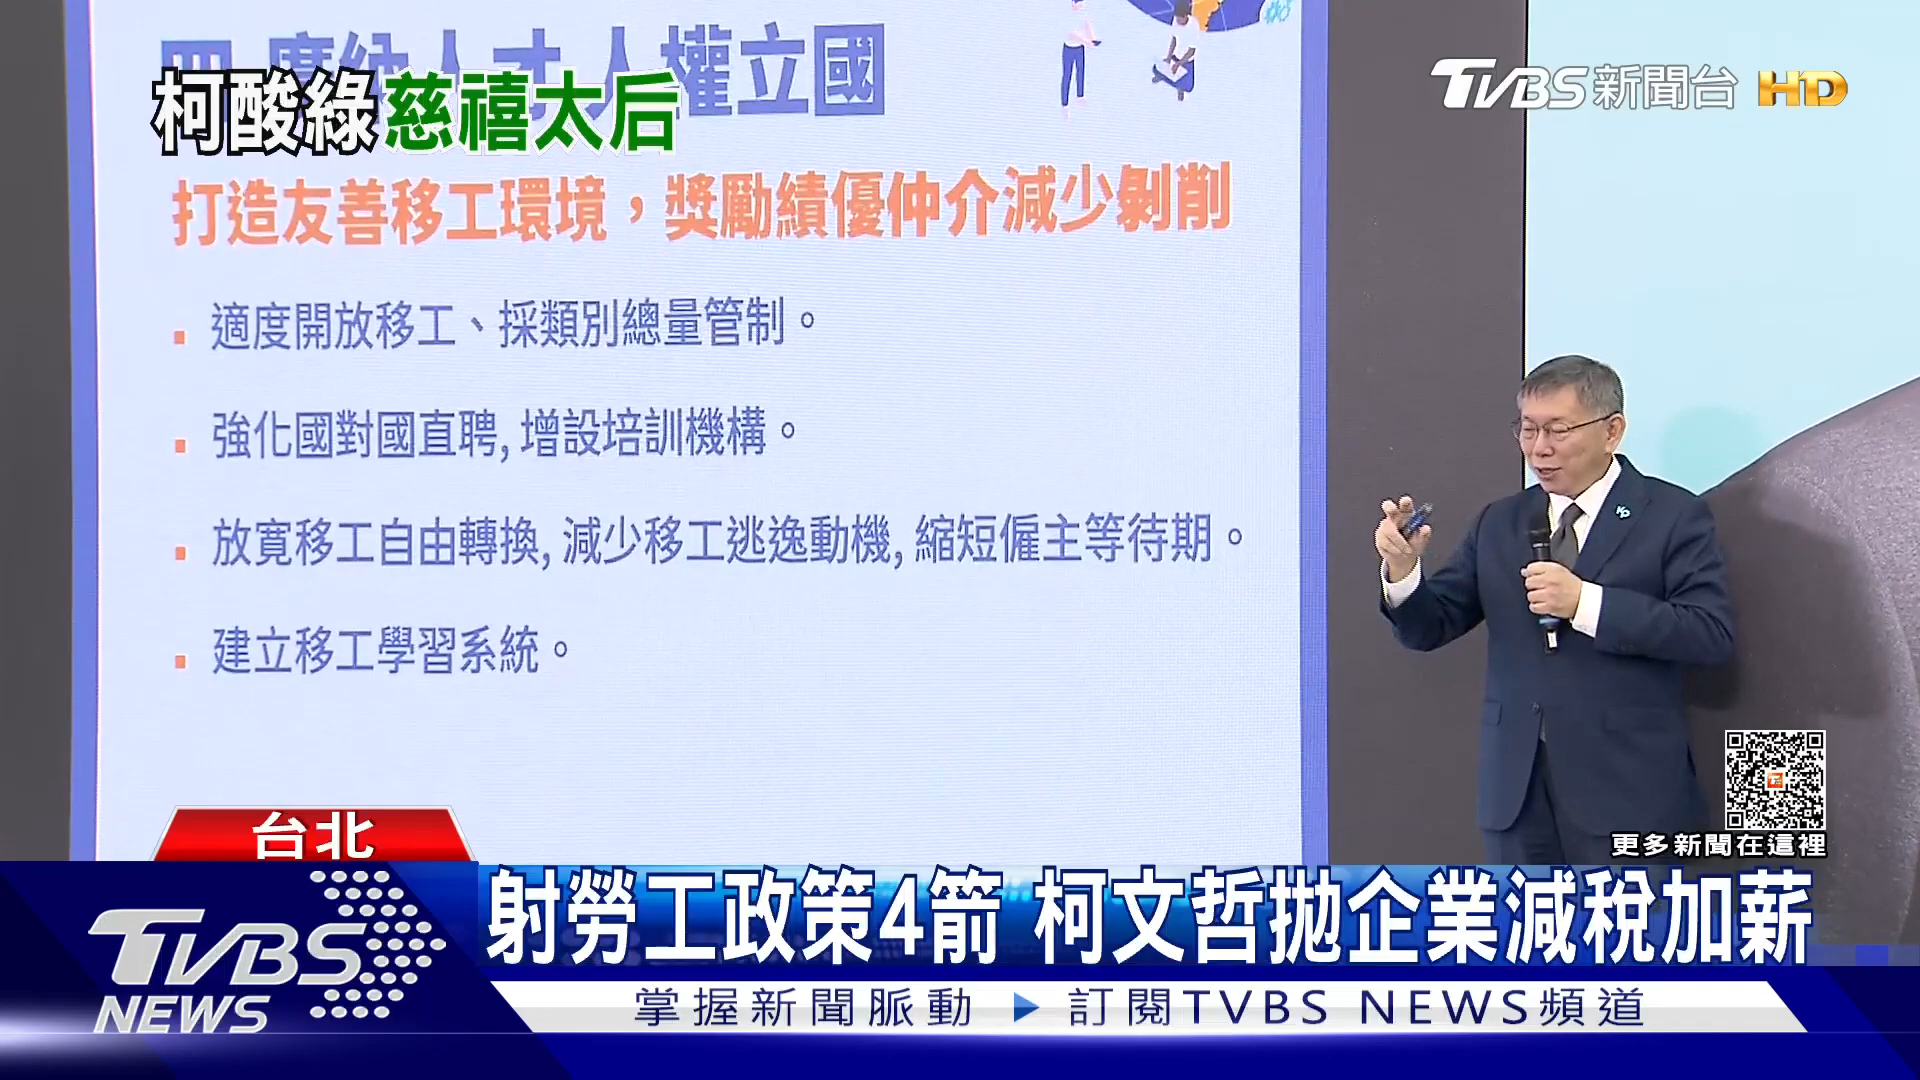 四 廣納人才人權立國
柯酸綠慈禧太后
TVBS新聞台 HD
打造友善移工環境，獎勵績優仲介減少剝削
適度開放移工、採類別總量管制。
強化國對國直聘, 增設培訓機構。
放寬移工自由轉換, 減少移工逃逸動機, 縮短僱主等待期。
建立移工學習系統。
KP
更多新聞在這裡
台北
射勞工政策4箭 柯文哲拋企業減稅加薪
TVBS
NEWS
掌握新聞脈動 ▶ 訂閱TVBS NEWS頻道